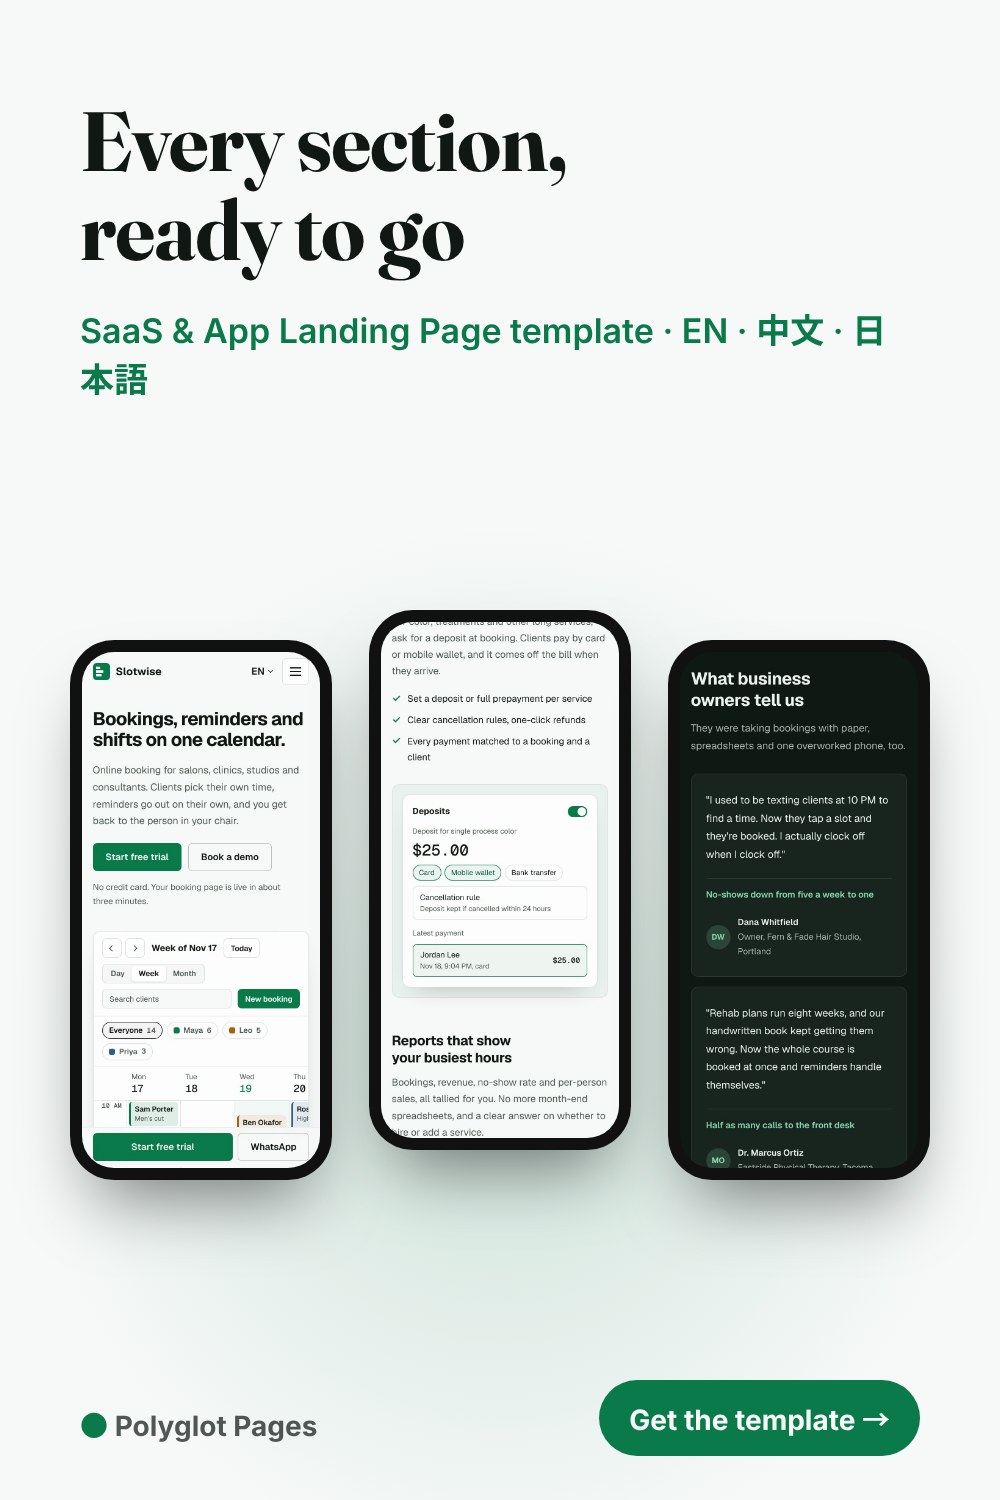 Every section,
ready to go
SaaS & App Landing Page template · EN · 中文 · 日
本語
Slotwise
EN
Bookings, reminders and
shifts on one calendar.
Online booking for salons, clinics, studios and
consultants. Clients pick their own time,
reminders go out on their own, and you get
back to the person in your chair.
Start free trial
Book a demo
No credit card. Your booking page is live in about
three minutes.
Week of Nov 17
Today
Day
Week
Month
Search clients
New booking
Everyone 14
Maya 6
Leo 5
Priya 3
Mon
Tue
Wed
Thu
17
18
19
20
10 AM
Sam Porter
Men's cut
Ben Okafor
Start free trial
WhatsApp
color, treatments and other long services,
ask for a deposit at booking. Clients pay by card
or mobile wallet, and it comes off the bill when
they arrive.
Set a deposit or full prepayment per service
Clear cancellation rules, one-click refunds
Every payment matched to a booking and a
client
Deposits
Deposit for single process color
$25.00
Card
Mobile wallet
Bank transfer
Cancellation rule
Deposit kept if cancelled within 24 hours
Latest payment
Jordan Lee
Nov 18, 9:04 PM, card
$25.00
Reports that show
your busiest hours
Bookings, revenue, no-show rate and per-person
sales, all tallied for you. No more month-end
spreadsheets, and a clear answer on whether to
hire or add a service.
What business
owners tell us
They were taking bookings with paper,
spreadsheets and one overworked phone, too.
"I used to be texting clients at 10 PM to
find a time. Now they tap a slot and
they're booked. I actually clock off
when I clock off."
No-shows down from five a week to one
DW
Dana Whitfield
Owner, Fern & Fade Hair Studio,
Portland
"Rehab plans run eight weeks, and our
handwritten book kept getting them
wrong. Now the whole course is
booked at once and reminders handle
themselves."
Half as many calls to the front desk
MO
Dr. Marcus Ortiz
Eastside Physical Therapy, Tacoma
Polyglot Pages
Get the template →